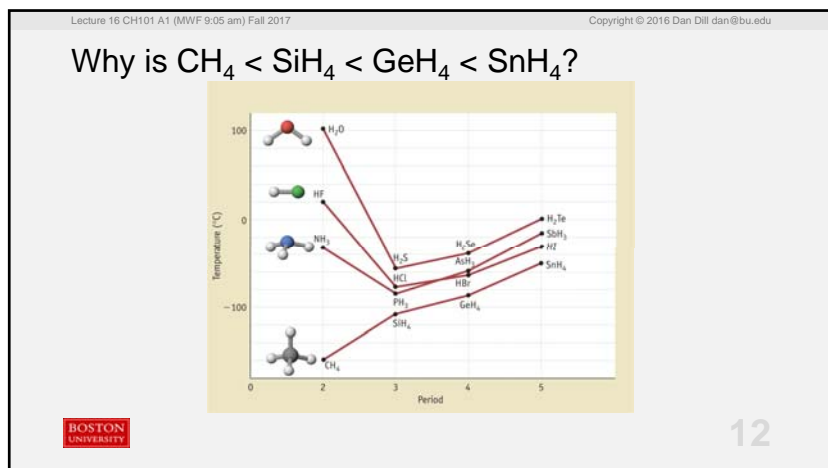 Lecture 16 CH101 A1 (MWF 9:05 am) Fall 2017
Copyright © 2016 Dan Dill dan@bu.edu
Why is CH₄ < SiH₄ < GeH₄ < SnH₄?
Temperature (°C)
100
0
−100
H₂O
HF
NH₃
CH₄
H₂S
HCl
PH₃
SiH₄
H₂Se
AsH₃
HBr
GeH₄
H₂Te
SbH₃
HI
SnH₄
0 2 3 4 5
Period
BOSTON
UNIVERSITY
12